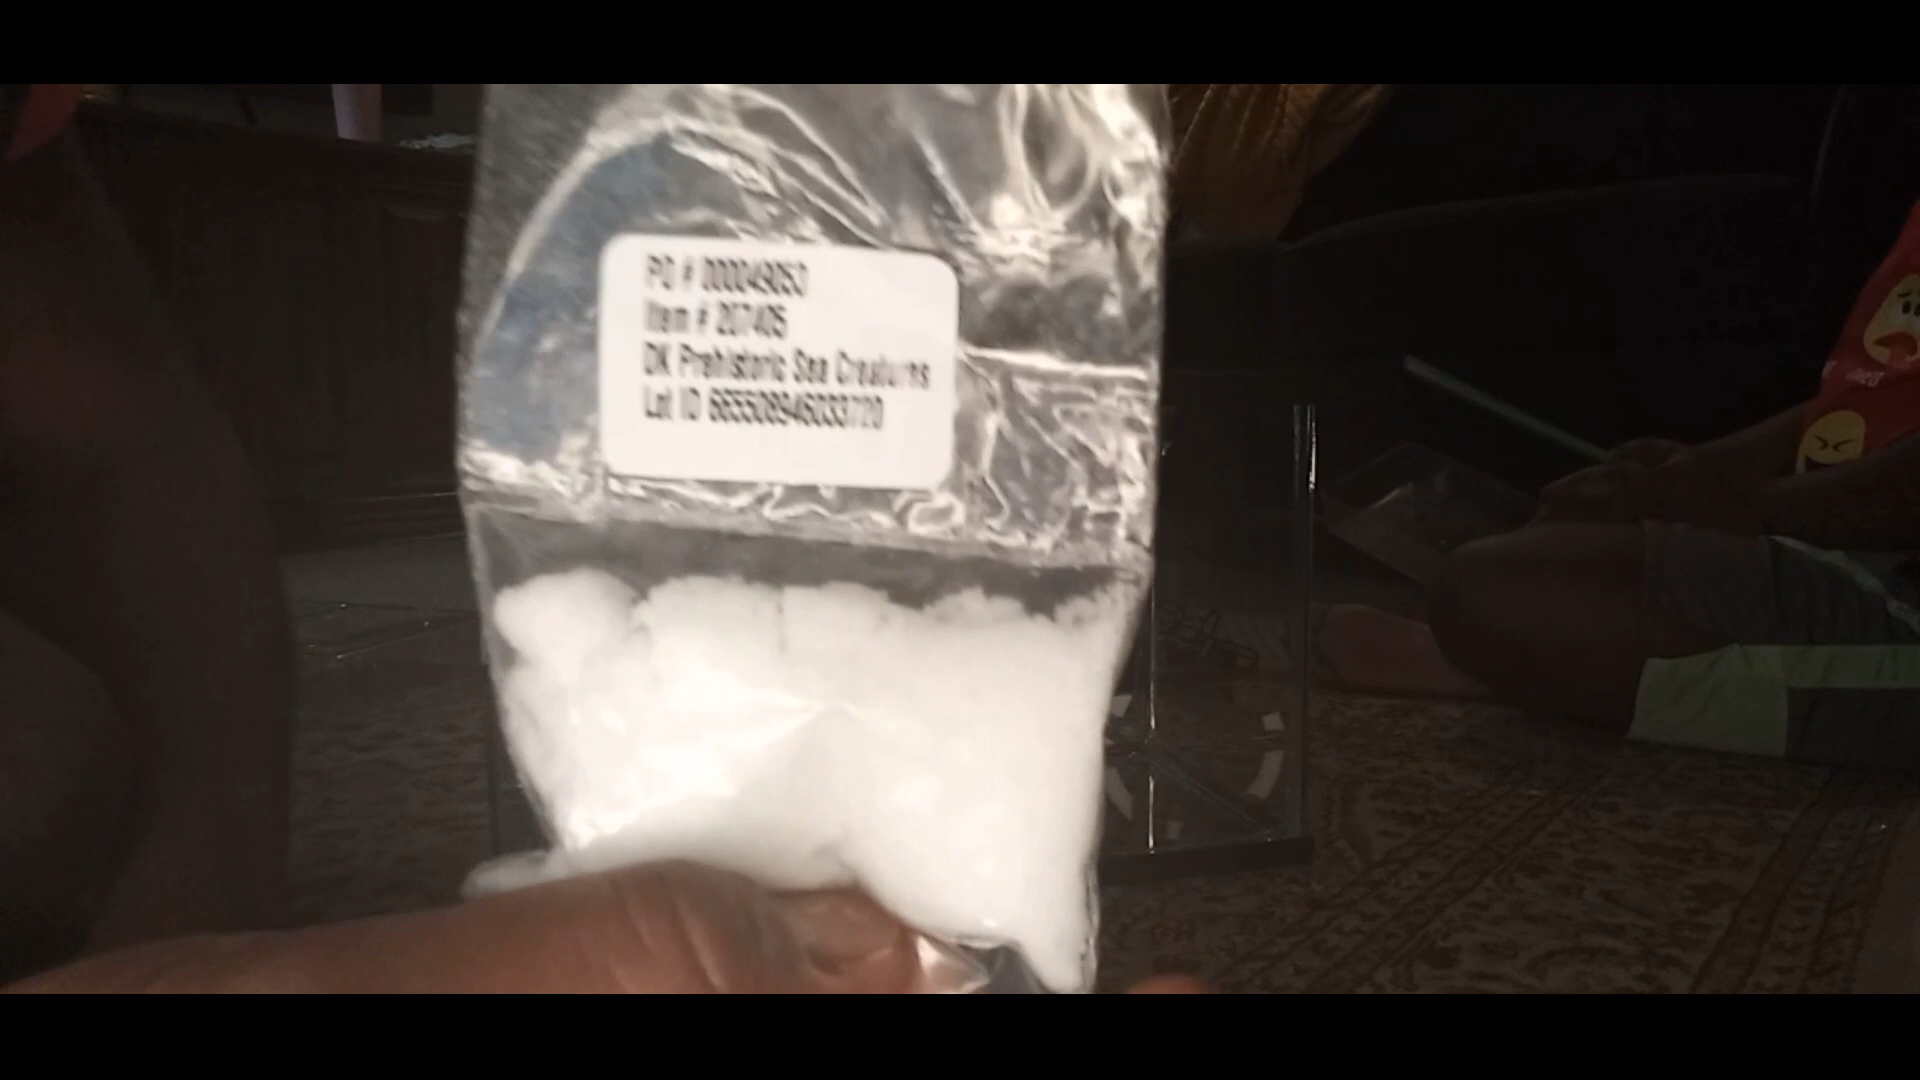 PO # 000049053
Item # 207405
DK Prehistoric Sea Creatures
Lot ID 665508946033720